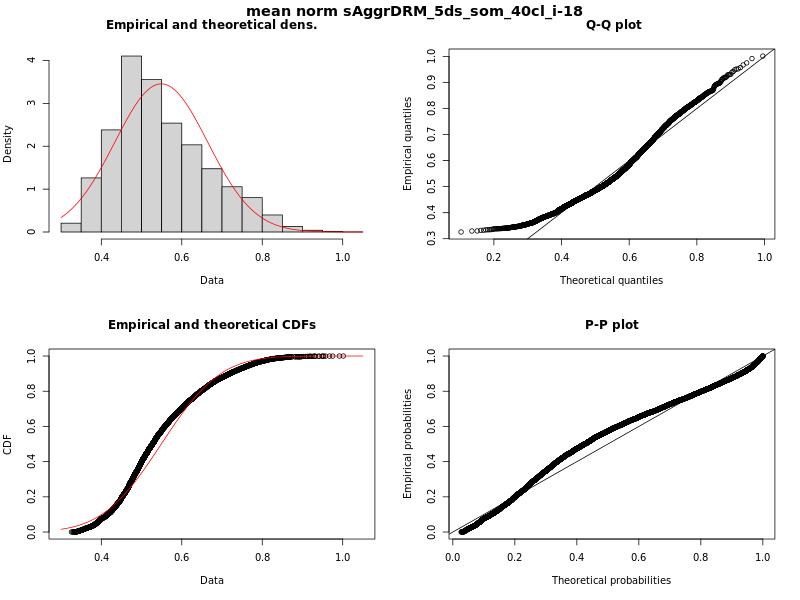 mean norm sAggrDRM_5ds_som_40cl_i-18
Empirical and theoretical dens.
Density
0 1 2 3 4
0.4 0.6 0.8 1.0
Data
Q-Q plot
Empirical quantiles
0.3 0.4 0.5 0.6 0.7 0.8 0.9 1.0
0.2 0.4 0.6 0.8 1.0
Theoretical quantiles
Empirical and theoretical CDFs
CDF
0.0 0.2 0.4 0.6 0.8 1.0
0.4 0.6 0.8 1.0
Data
P-P plot
Empirical probabilities
0.0 0.2 0.4 0.6 0.8 1.0
0.0 0.2 0.4 0.6 0.8 1.0
Theoretical probabilities